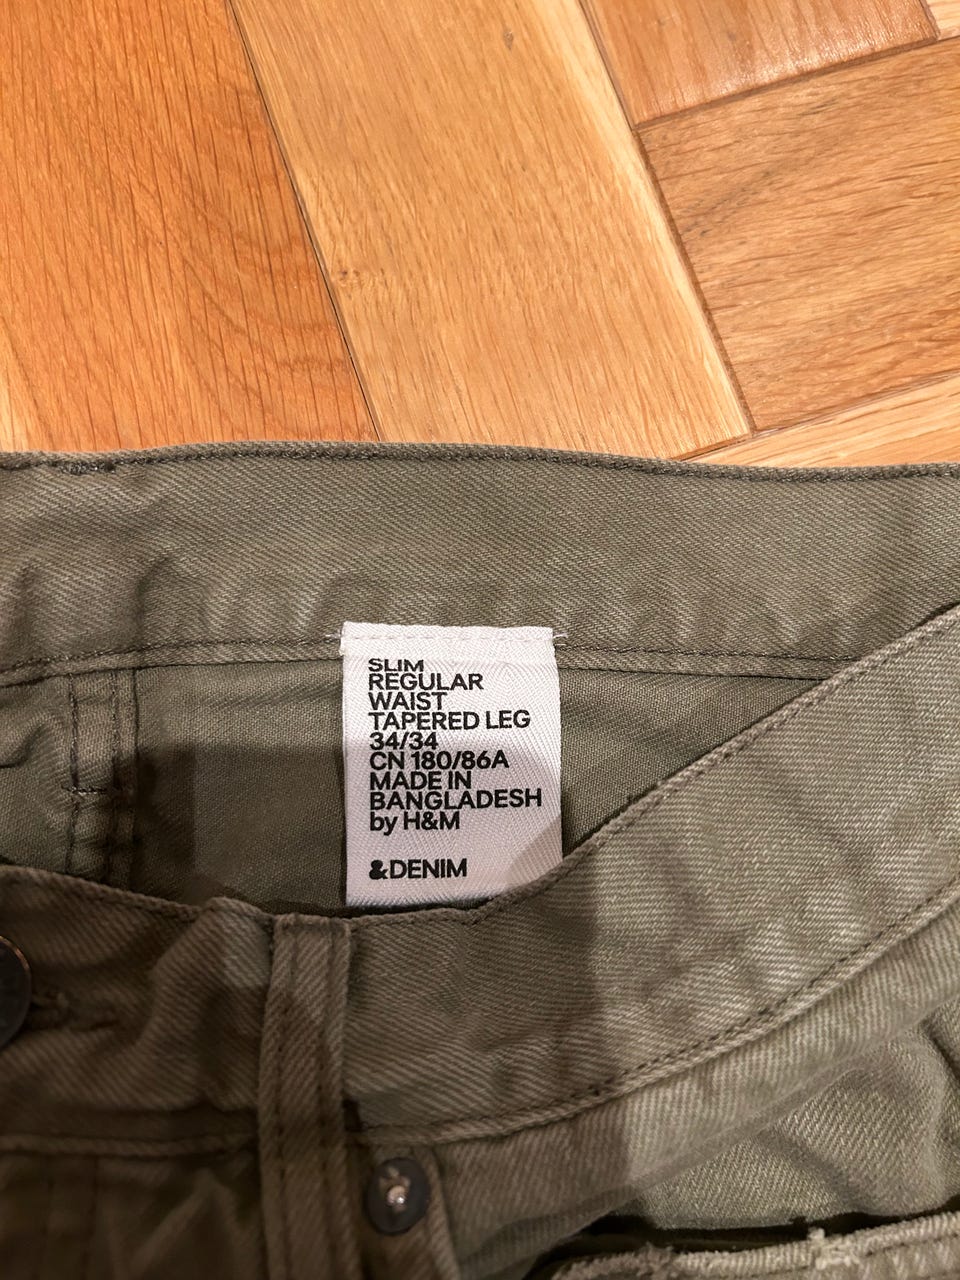 SLIM
REGULAR
WAIST
TAPERED LEG
34/34
CN 180/86A
MADE IN
BANGLADESH
by H&M
&DENIM